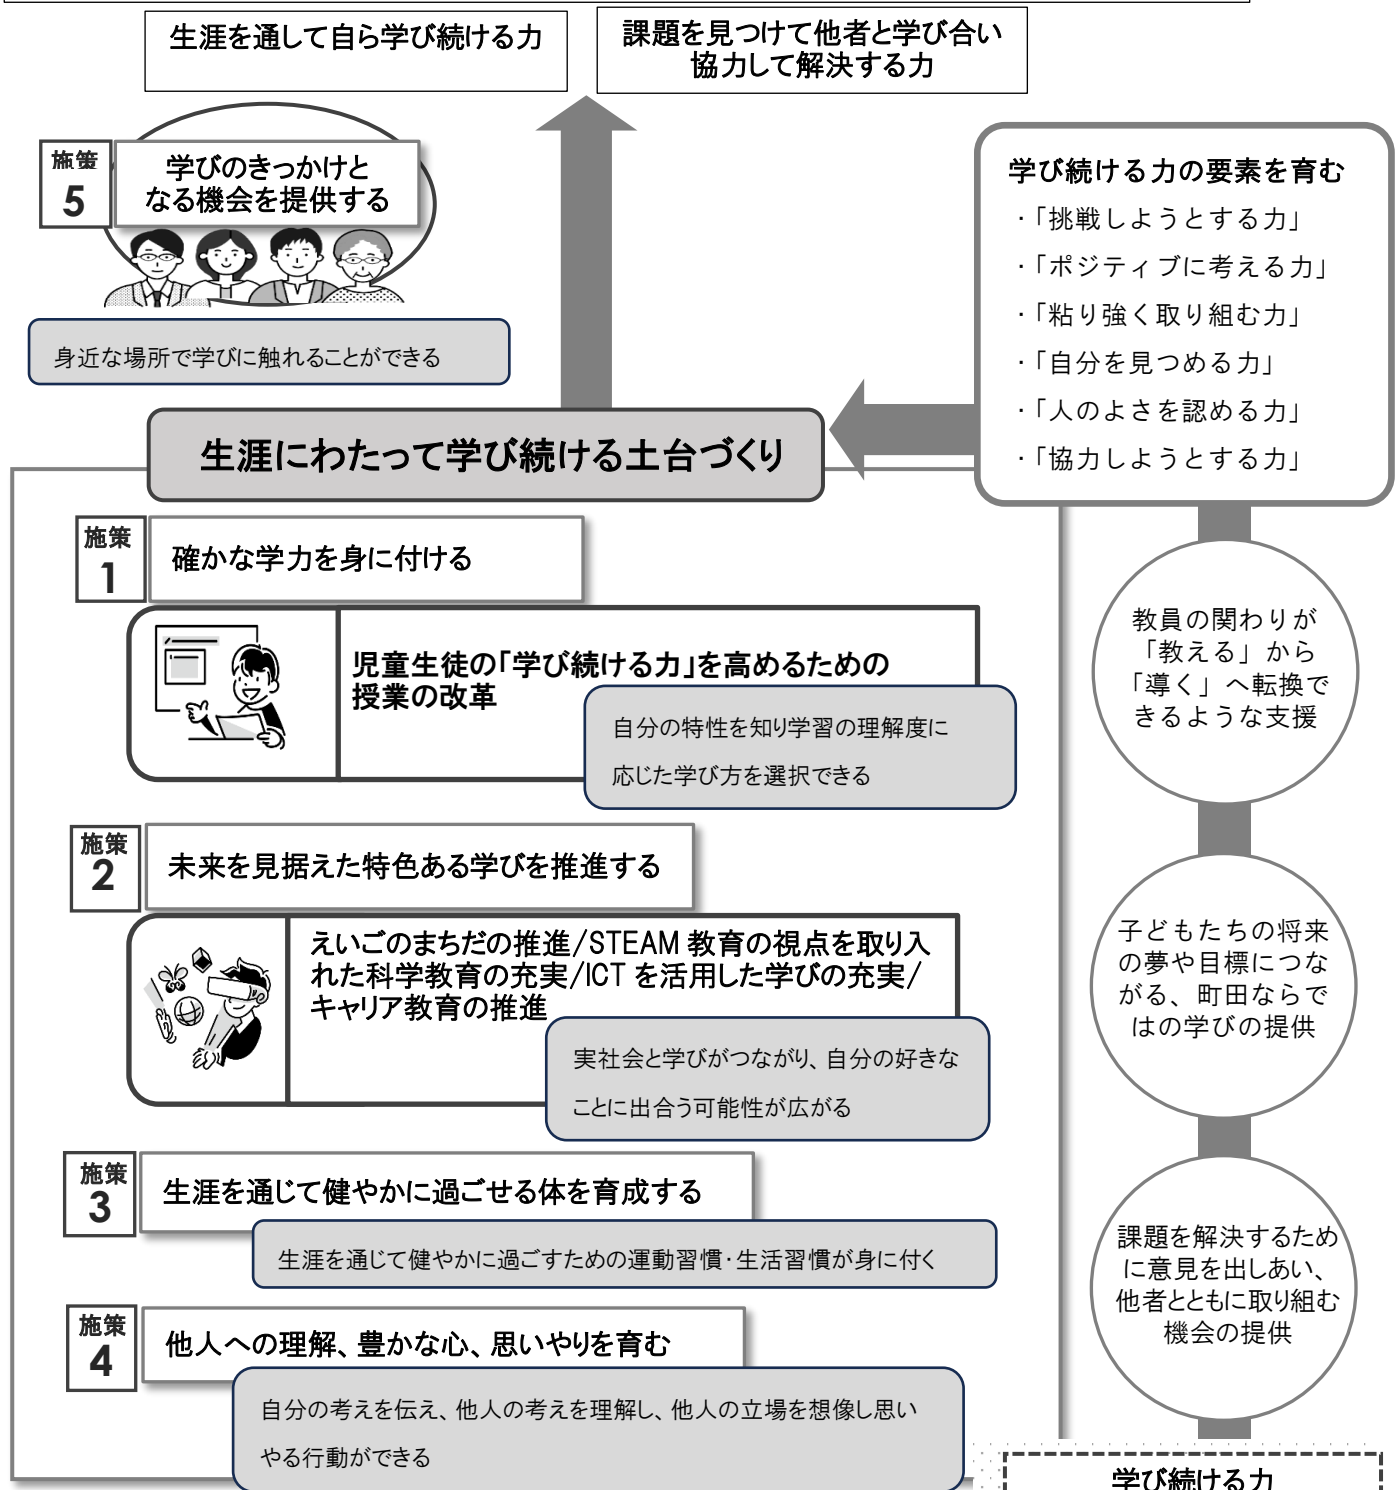 生涯を通して自ら学び続ける力
課題を見つけて他者と学び合い
協力して解決する力
施策
5
学びのきっかけと
なる機会を提供する
身近な場所で学びに触れることができる
学び続ける力の要素を育む
・「挑戦しようとする力」
・「ポジティブに考える力」
・「粘り強く取り組む力」
・「自分を見つめる力」
・「人のよさを認める力」
・「協力しようとする力」
生涯にわたって学び続ける土台づくり
施策
1
確かな学力を身に付ける
児童生徒の「学び続ける力」を高めるための
授業の改革
自分の特性を知り学習の理解度に
応じた学び方を選択できる
施策
2
未来を見据えた特色ある学びを推進する
えいごのまちだの推進/STEAM 教育の視点を取り入
れた科学教育の充実/ICT を活用した学びの充実/
キャリア教育の推進
実社会と学びがつながり、自分の好きな
ことに出合う可能性が広がる
施策
3
生涯を通じて健やかに過ごせる体を育成する
生涯を通じて健やかに過ごすための運動習慣・生活習慣が身に付く
施策
4
他人への理解、豊かな心、思いやりを育む
自分の考えを伝え、他人の考えを理解し、他人の立場を想像し思い
やる行動ができる
教員の関わりが
「教える」から
「導く」へ転換で
きるような支援
子どもたちの将来
の夢や目標につな
がる、町田ならで
はの学びの提供
課題を解決するため
に意見を出しあい、
他者とともに取り組む
機会の提供
学び続ける力